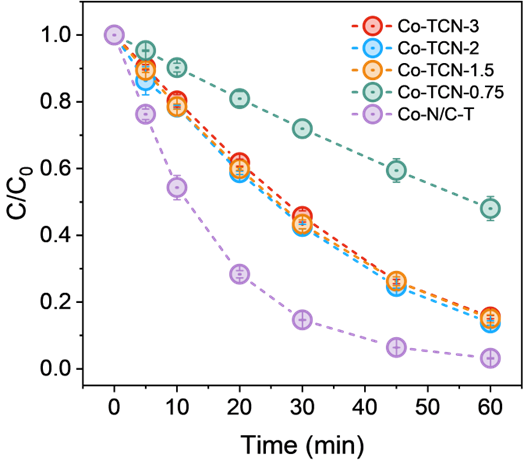 Co-TCN-3
Co-TCN-2
Co-TCN-1.5
Co-TCN-0.75
Co-N/C-T
1.0
0.8
0.6
0.4
0.2
0.0
C/C₀
0 10 20 30 40 50 60
Time (min)